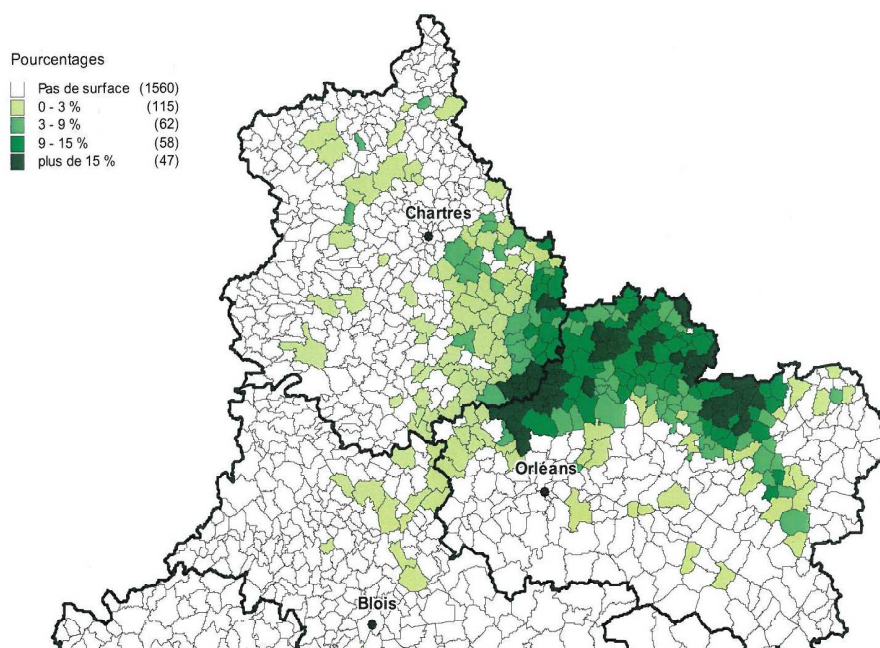 Pourcentages
Pas de surface (1560)
0 - 3 % (115)
3 - 9 % (62)
9 - 15 % (58)
plus de 15 % (47)
Chartres
Orléans
Blois